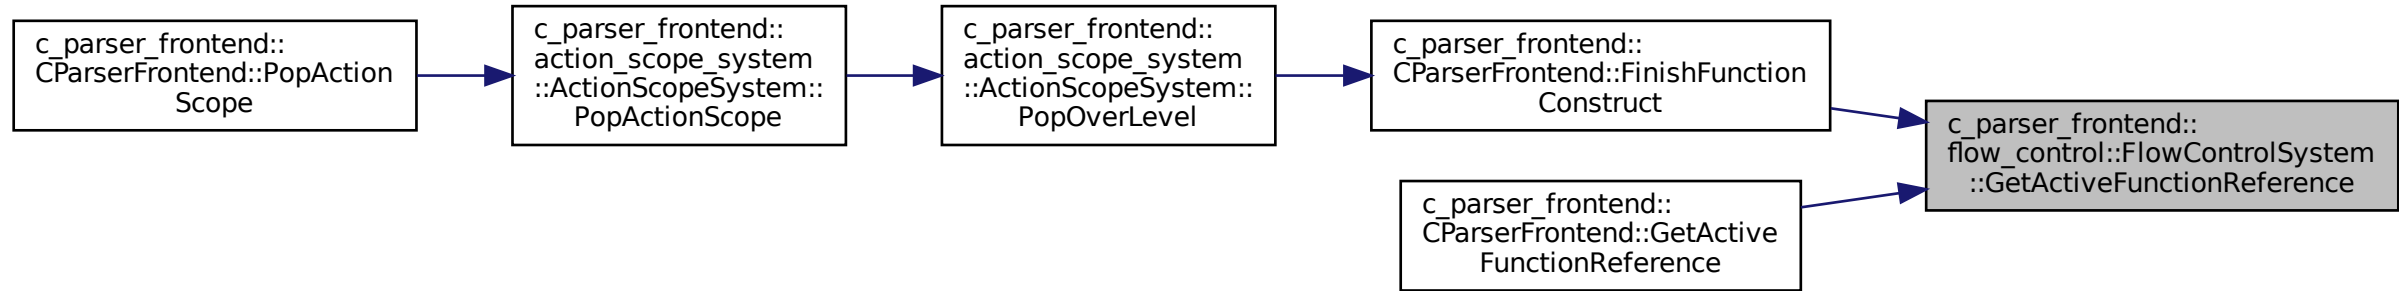 c_parser_frontend::
CParserFrontend::PopAction
Scope
c_parser_frontend::
action_scope_system
::ActionScopeSystem::
PopActionScope
c_parser_frontend::
action_scope_system
::ActionScopeSystem::
PopOverLevel
c_parser_frontend::
CParserFrontend::FinishFunction
Construct
c_parser_frontend::
CParserFrontend::GetActive
FunctionReference
c_parser_frontend::
flow_control::FlowControlSystem
::GetActiveFunctionReference